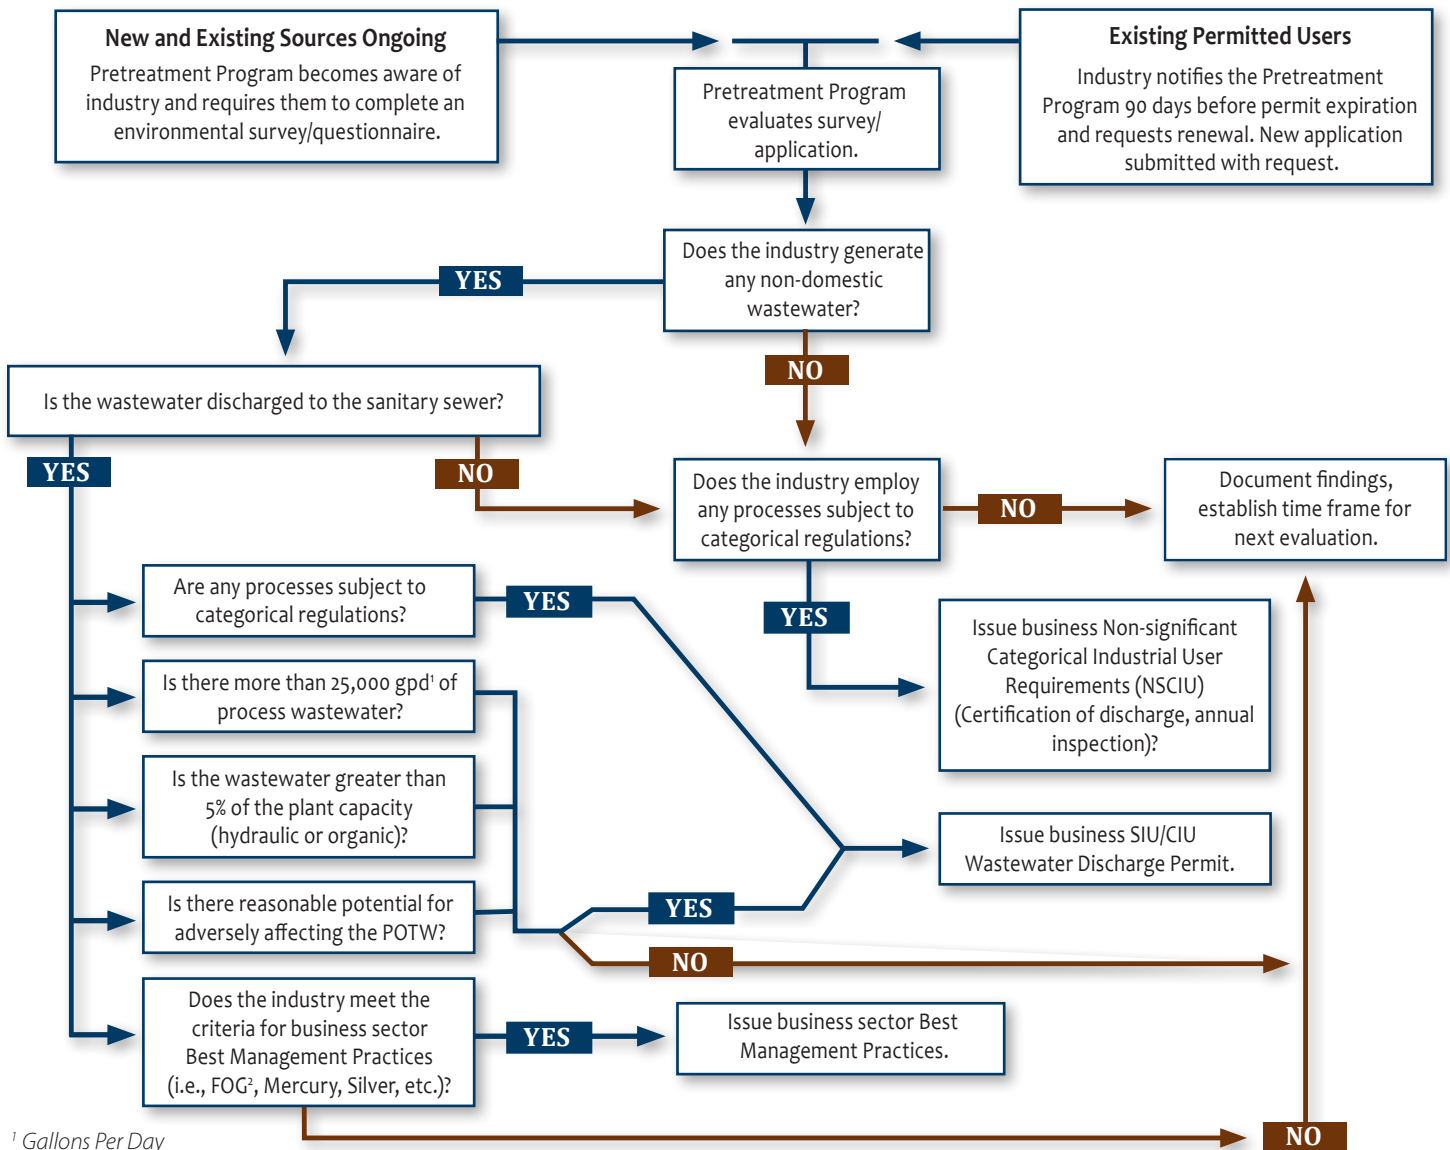 New and Existing Sources Ongoing
Pretreatment Program becomes aware of
industry and requires them to complete an
environmental survey/questionnaire.
Pretreatment Program
evaluates survey/
application.
Existing Permitted Users
Industry notifies the Pretreatment
Program 90 days before permit expiration
and requests renewal. New application
submitted with request.
Does the industry generate
any non-domestic
wastewater?
YES
NO
Is the wastewater discharged to the sanitary sewer?
YES
NO
Does the industry employ
any processes subject to
categorical regulations?
NO
Document findings,
establish time frame for
next evaluation.
YES
Issue business Non-significant
Categorical Industrial User
Requirements (NSCIU)
(Certification of discharge, annual
inspection)?
Are any processes subject to
categorical regulations?
YES
Is there more than 25,000 gpd¹ of
process wastewater?
Is the wastewater greater than
5% of the plant capacity
(hydraulic or organic)?
Issue business SIU/CIU
Wastewater Discharge Permit.
Is there reasonable potential for
adversely affecting the POTW?
YES
NO
Does the industry meet the
criteria for business sector
Best Management Practices
(i.e., FOG², Mercury, Silver, etc.)?
YES
Issue business sector Best
Management Practices.
NO
¹ Gallons Per Day